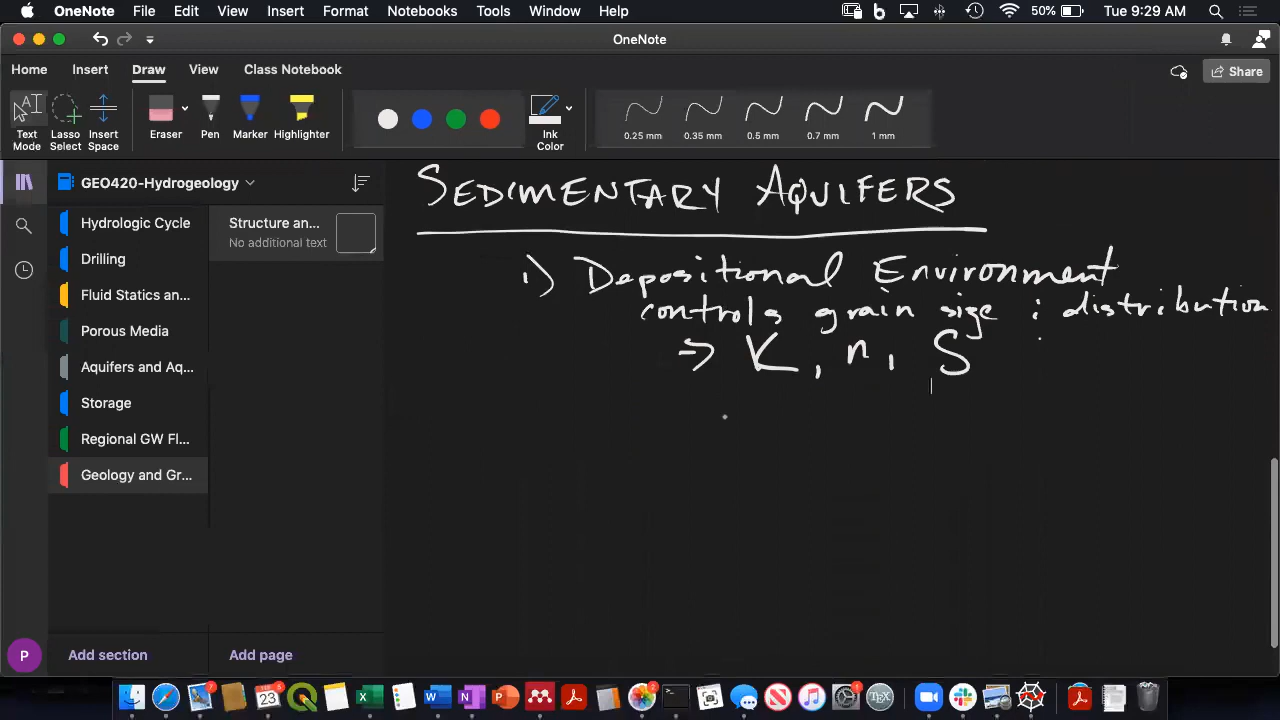 OneNote File Edit View Insert Format Notebooks Tools Window Help 50% Tue 9:29 AM
OneNote
Home Insert Draw View Class Notebook Share
Text Mode
Lasso Select
Insert Space
Eraser Pen Marker Highlighter
Ink Color
0.25 mm 0.35 mm 0.5 mm 0.7 mm 1 mm
GEO420-Hydrogeology
Hydrologic Cycle
Drilling
Fluid Statics an...
Porous Media
Aquifers and Aq...
Storage
Regional GW Fl...
Geology and Gr...
Structure an...
No additional text
SEDIMENTARY AQUIFERS
1) Depositional Environment
controls grain size ; distribution
⇒ K, n, S
P Add section Add page
FEB
23